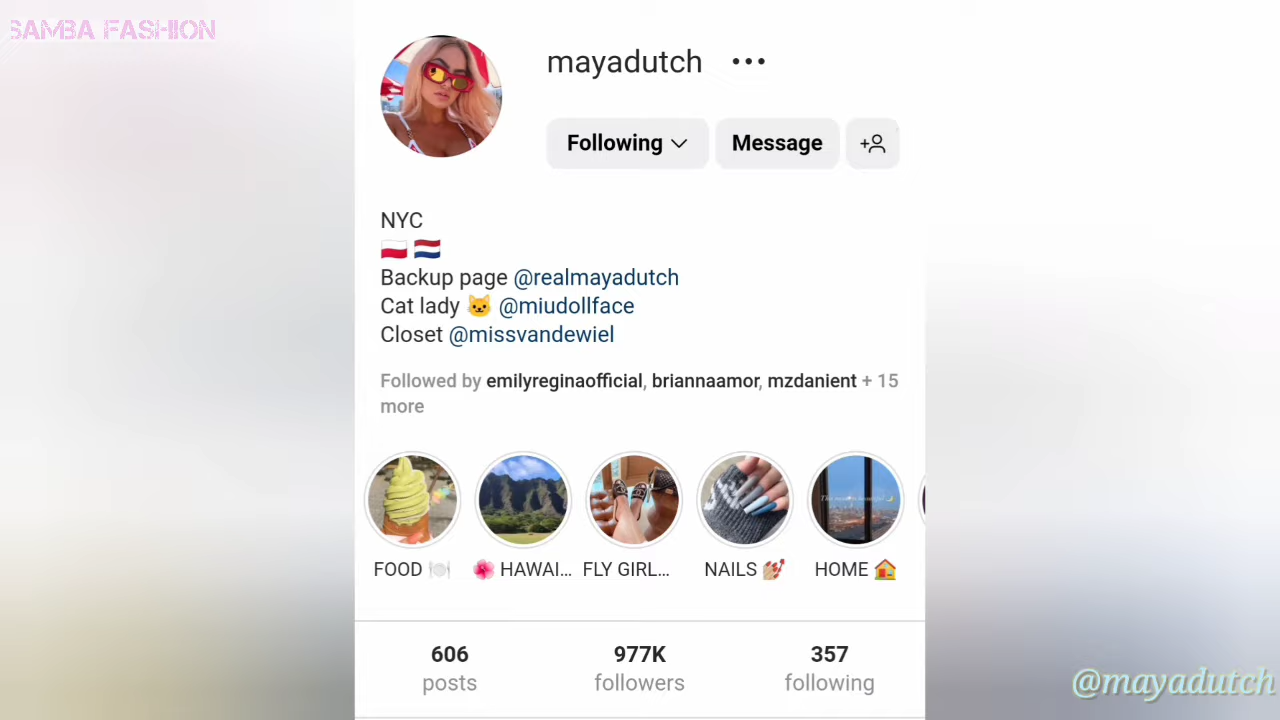 SAMBA FASHION
mayadutch
Following
Message
NYC
Backup page @realmayadutch
Cat lady 🐱 @miudollface
Closet @missvandewiel
Followed by emilyreginaofficial, briannaamor, mzdanient + 15
more
FOOD 🍽️
🌺 HAWAI...
FLY GIRL...
NAILS 💅🏼
HOME 🏠
606
posts
977K
followers
357
following
@mayadutch